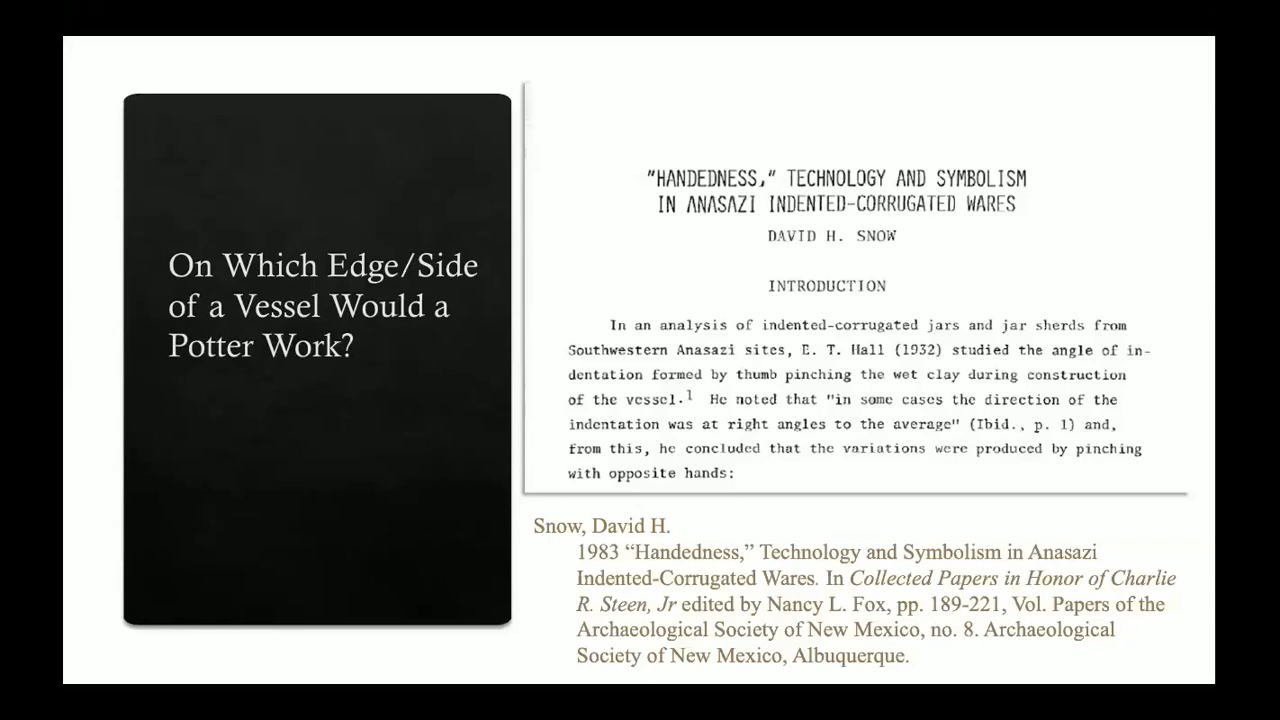 On Which Edge/Side
of a Vessel Would a
Potter Work?
"HANDEDNESS," TECHNOLOGY AND SYMBOLISM
IN ANASAZI INDENTED-CORRUGATED WARES
DAVID H. SNOW
INTRODUCTION
In an analysis of indented-corrugated jars and jar sherds from
Southwestern Anasazi sites, E. T. Hall (1932) studied the angle of in-
dentation formed by thumb pinching the wet clay during construction
of the vessel.1 He noted that "in some cases the direction of the
indentation was at right angles to the average" (Ibid., p. 1) and,
from this, he concluded that the variations were produced by pinching
with opposite hands:
Snow, David H.
1983 “Handedness,” Technology and Symbolism in Anasazi
Indented-Corrugated Wares. In Collected Papers in Honor of Charlie
R. Steen, Jr edited by Nancy L. Fox, pp. 189-221, Vol. Papers of the
Archaeological Society of New Mexico, no. 8. Archaeological
Society of New Mexico, Albuquerque.